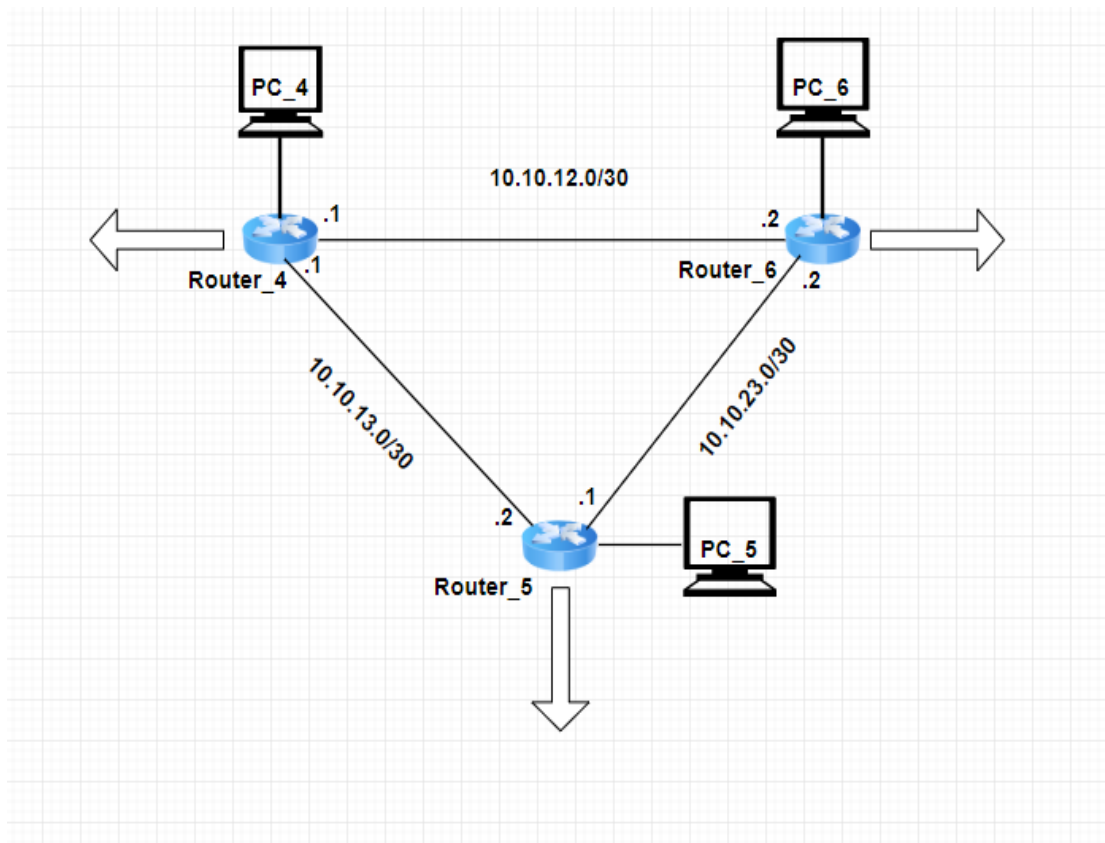 PC_4
PC_6
10.10.12.0/30
.1
.2
Router_4
.1
Router_6
.2
10.10.13.0/30
10.10.23.0/30
.2
.1
PC_5
Router_5